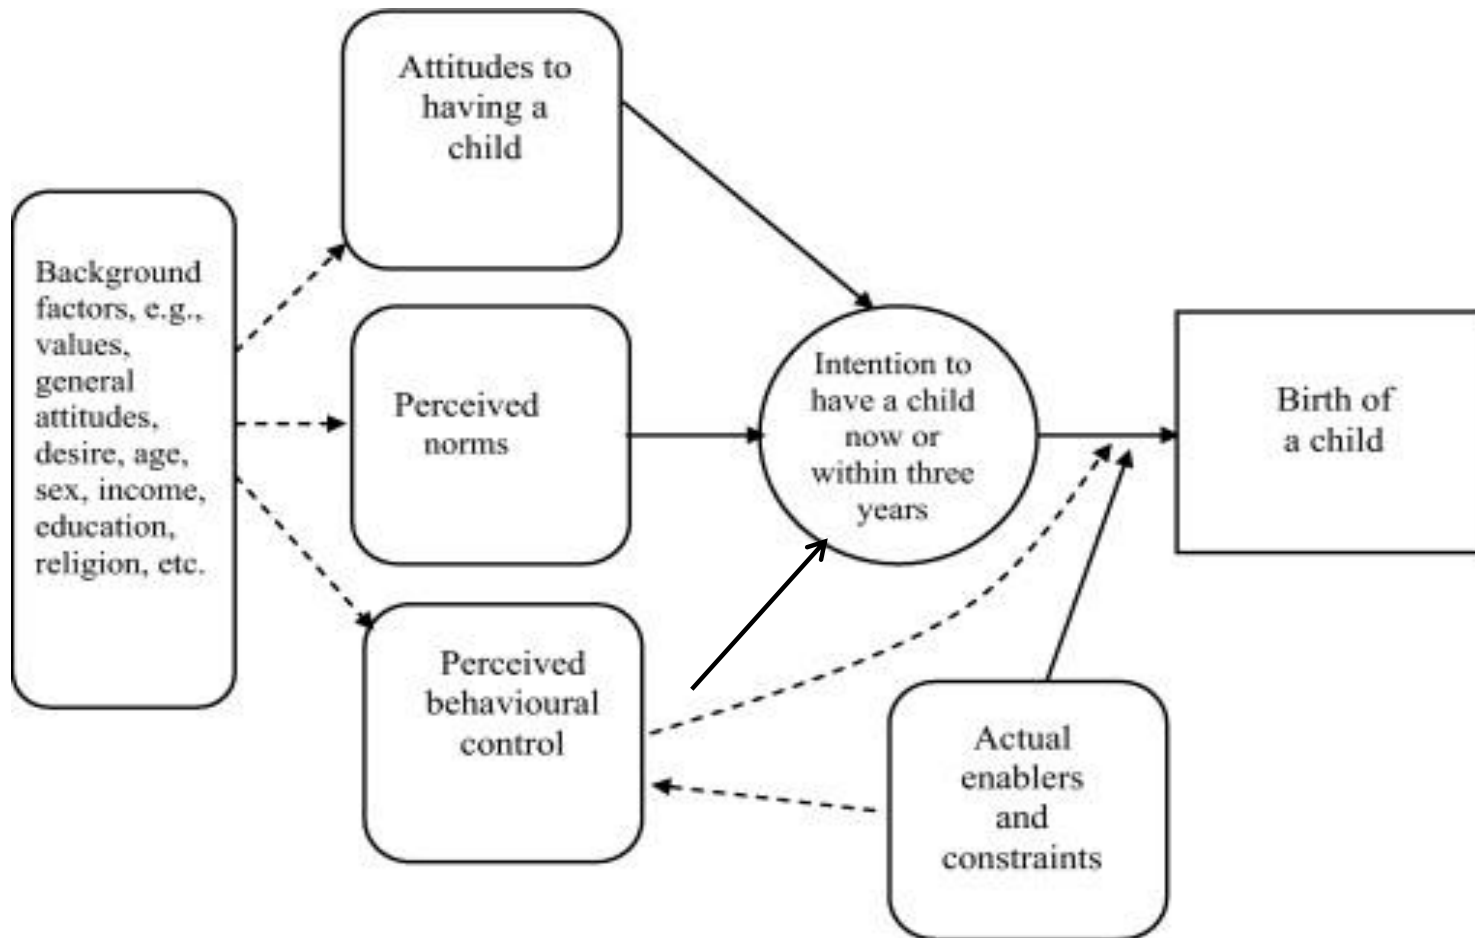 Attitudes to
having a
child
Background
factors, e.g.,
values,
general
attitudes,
desire, age,
sex, income,
education,
religion, etc.
Perceived
norms
Intention to
have a child
now or
within three
years
Birth of
a child
Perceived
behavioural
control
Actual
enablers
and
constraints